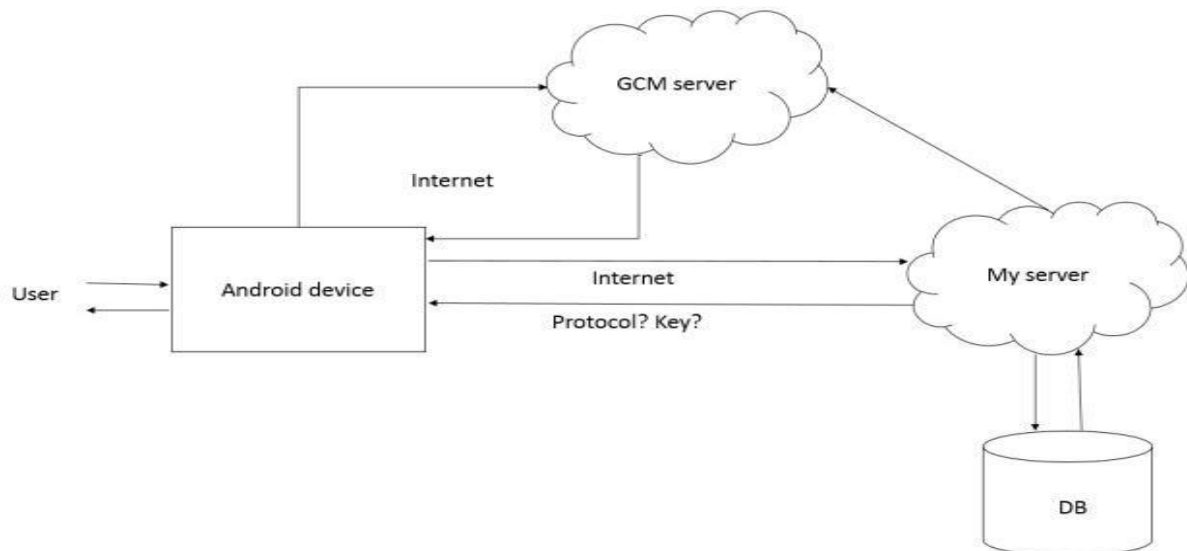 GCM server
Internet
My server
User
Android device
Internet
Protocol? Key?
DB